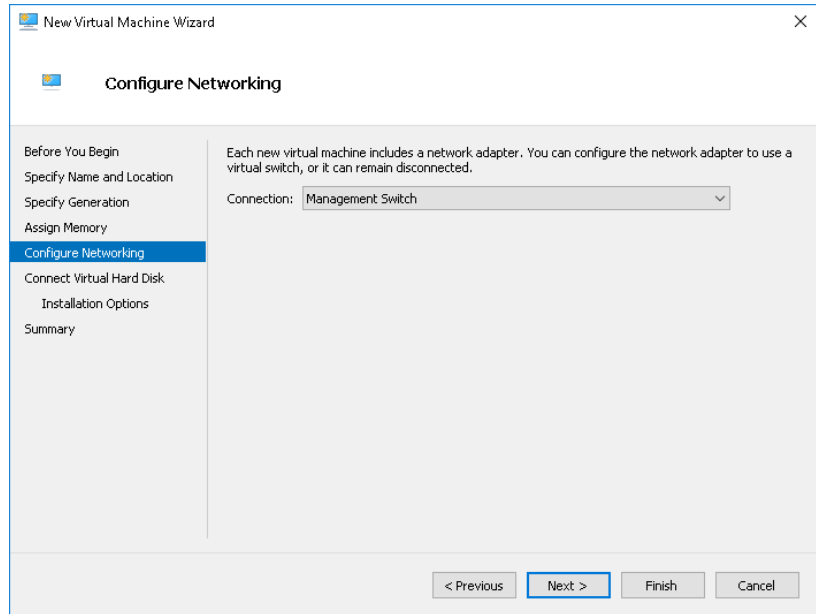 New Virtual Machine Wizard
Configure Networking
Before You Begin
Specify Name and Location
Specify Generation
Assign Memory
Configure Networking
Connect Virtual Hard Disk
Installation Options
Summary
Each new virtual machine includes a network adapter. You can configure the network adapter to use a
virtual switch, or it can remain disconnected.
Connection: Management Switch
< Previous Next > Finish Cancel